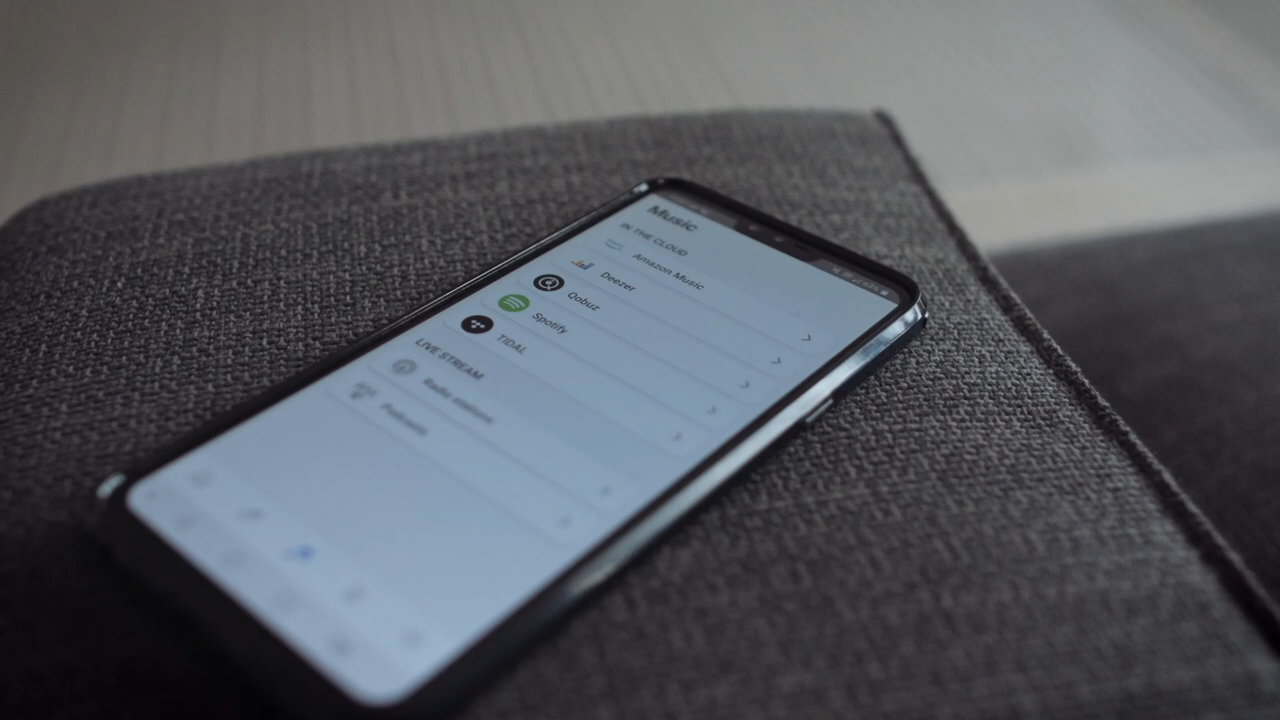 Music
IN THE CLOUD
Amazon Music
Deezer
Qobuz
Spotify
TIDAL
LIVE STREAM
Radio stations
Podcasts